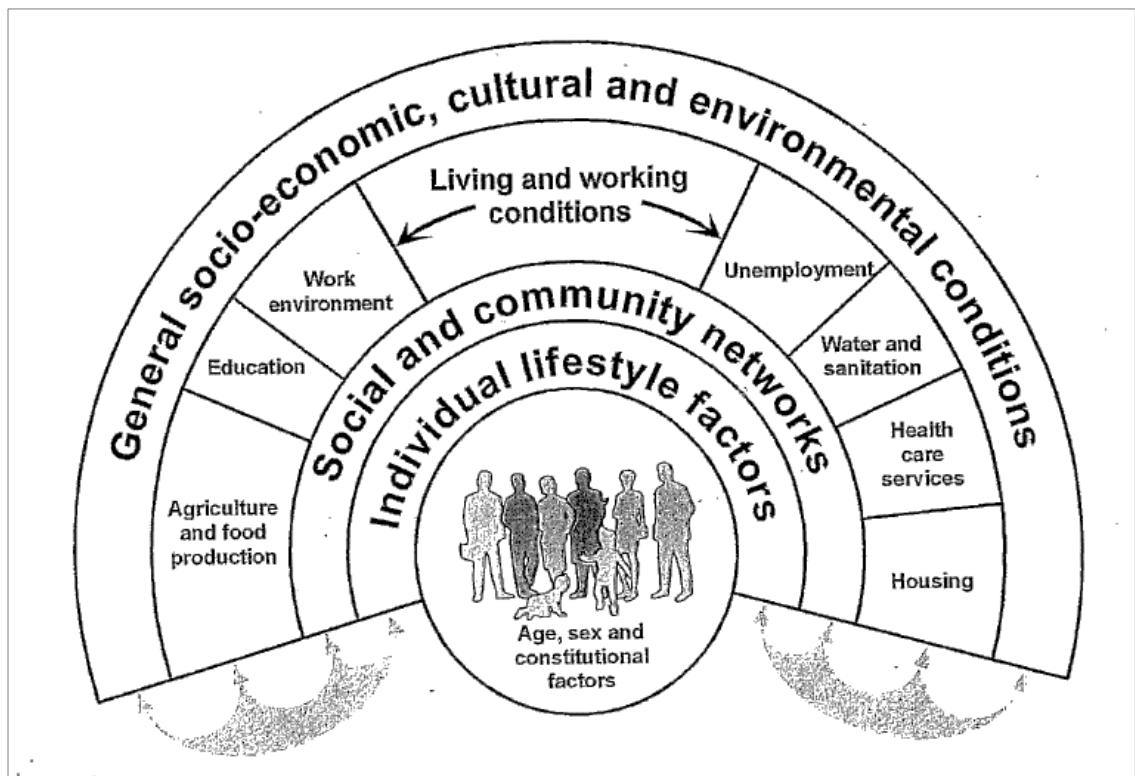 General socio-economic, cultural and environmental conditions
Living and working
conditions
Work
environment
Unemployment
Education
Water and
sanitation
Agriculture
and food
production
Health
care
services
Housing
Social and community networks
Individual lifestyle factors
Age, sex and
constitutional
factors